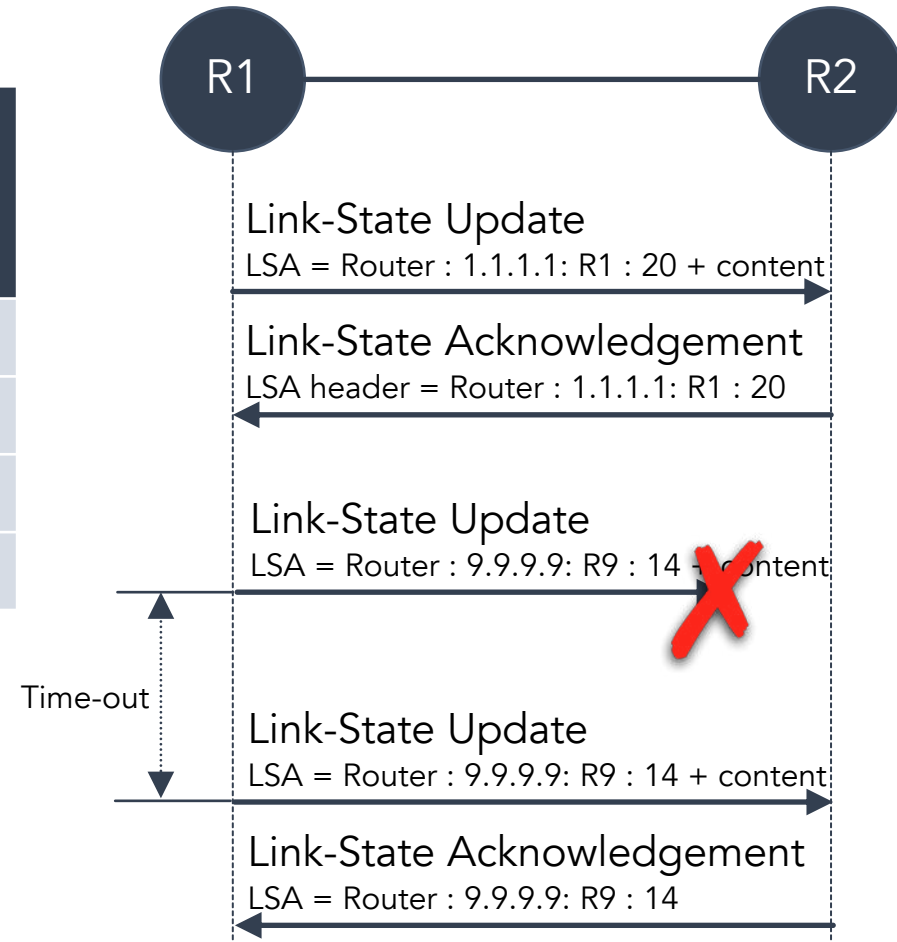 R1
R2
Link-State Update
LSA = Router : 1.1.1.1: R1 : 20 + content
Link-State Acknowledgement
LSA header = Router : 1.1.1.1: R1 : 20
Link-State Update
LSA = Router : 9.9.9.9: R9 : 14 + content
Time-out
Link-State Update
LSA = Router : 9.9.9.9: R9 : 14 + content
Link-State Acknowledgement
LSA = Router : 9.9.9.9: R9 : 14